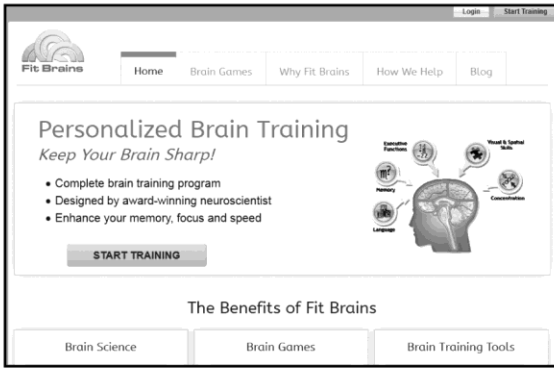 Login Start Training
Fit Brains
Home Brain Games Why Fit Brains How We Help Blog
Personalized Brain Training
Keep Your Brain Sharp!
• Complete brain training program
• Designed by award-winning neuroscientist
• Enhance your memory, focus and speed
START TRAINING
Executive
Functions
Visual & Spatial
Skills
Memory
Concentration
Language
The Benefits of Fit Brains
Brain Science Brain Games Brain Training Tools